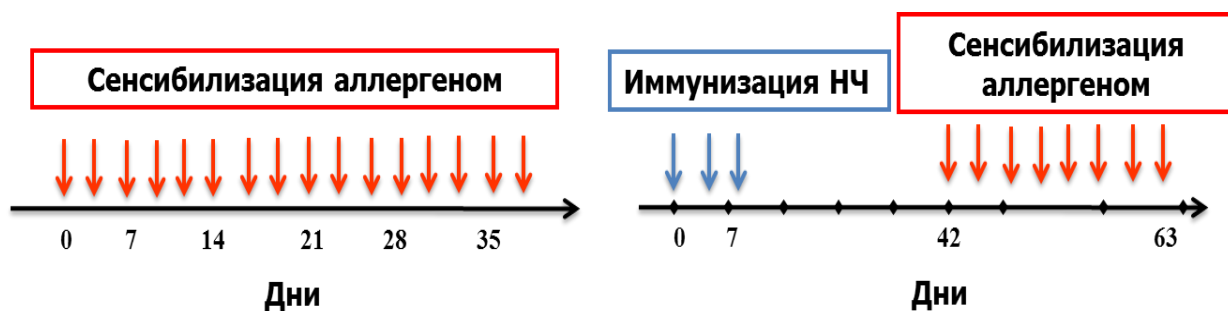 Сенсибилизация аллергеном
0 7 14 21 28 35
Дни
Иммунизация НЧ
Сенсибилизация
аллергеном
0 7 42 63
Дни